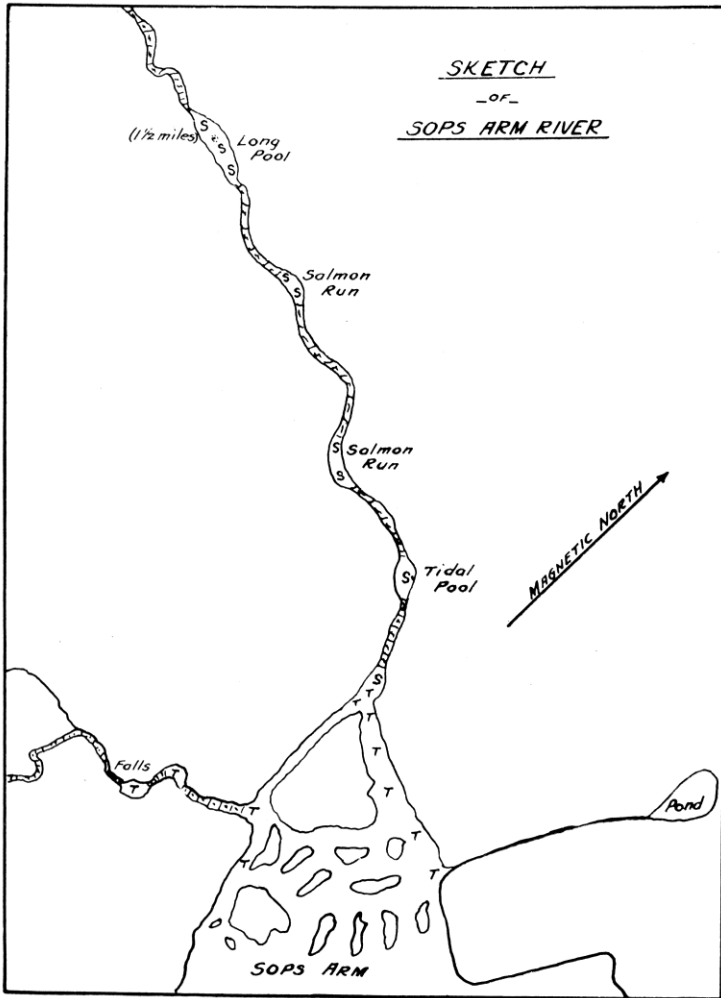 SKETCH
_OF_
SOPS ARM RIVER
S
(1½ miles) S Long
S Pool
S
S Salmon
S Run
S Salmon
S Run
MAGNETIC NORTH
S Tidal
Pool
S
T
T T
T
Falls
T
T
T
T
Pond
T
T
T
SOPS ARM